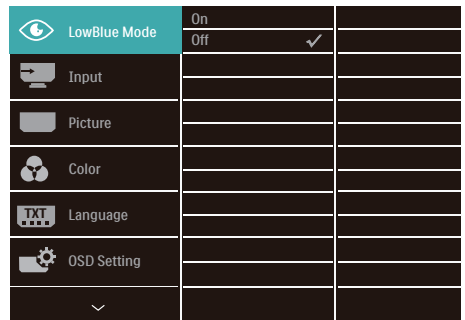 LowBlue Mode
On
Off
Input
Picture
Color
TXT
Language
OSD Setting